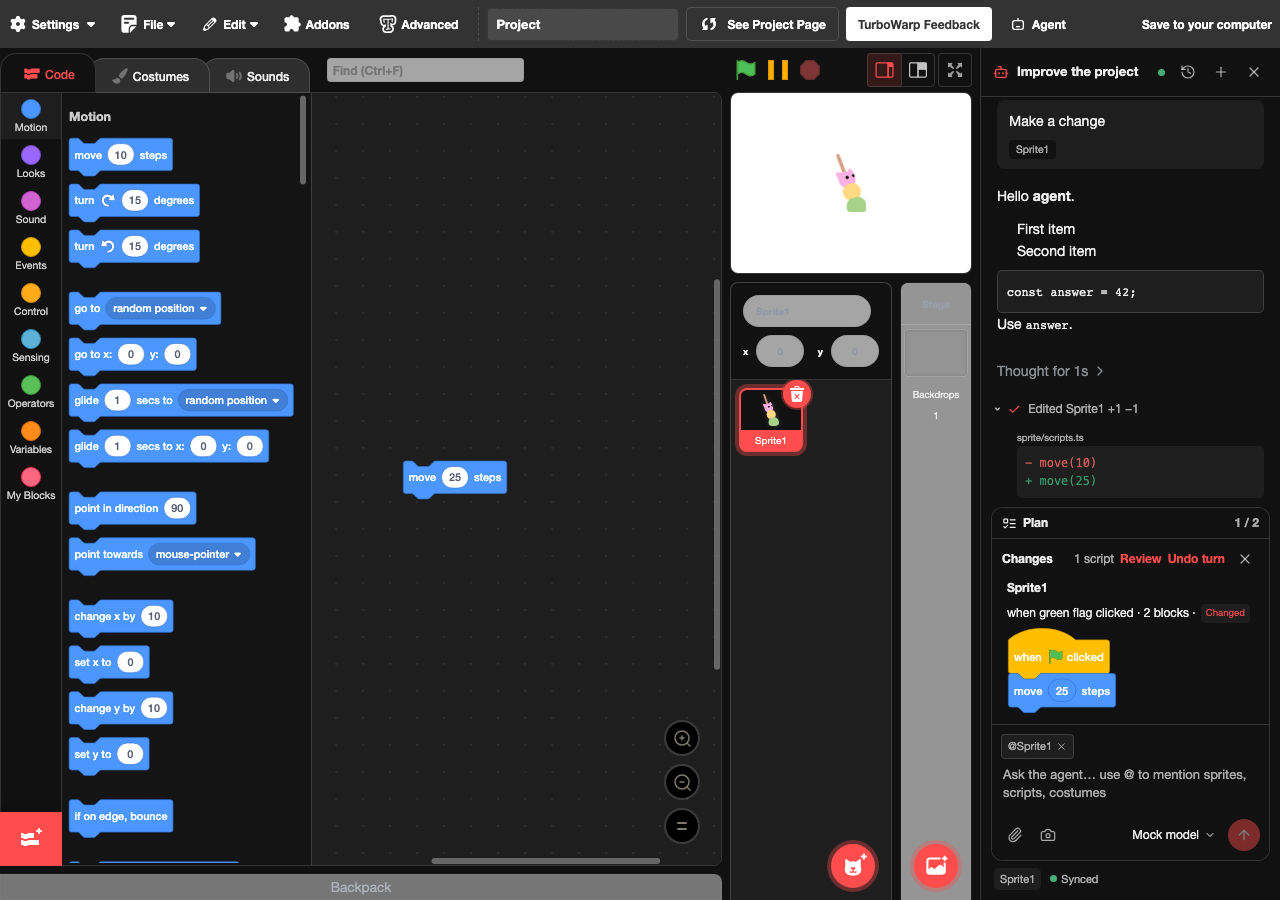 Settings
File
Edit
Addons
Advanced
Project
See Project Page
TurboWarp Feedback
Agent
Save to your computer
Code
Costumes
Sounds
Find (Ctrl+F)
Improve the project
Motion
Looks
Sound
Events
Control
Sensing
Operators
Variables
My Blocks
Motion
move 10 steps
turn 15 degrees
turn 15 degrees
go to random position
go to x: 0 y: 0
glide 1 secs to random position
glide 1 secs to x: 0 y: 0
point in direction 90
point towards mouse-pointer
change x by 10
set x to 0
change y by 10
set y to 0
if on edge, bounce
move 25 steps
Backpack
Sprite1
x 0 y 0
Sprite1
Stage
Backdrops
1
Make a change
Sprite1
Hello agent.
First item
Second item
const answer = 42;
Use answer.
Thought for 1s
Edited Sprite1 +1 −1
sprite/scripts.ts
− move(10)
+ move(25)
Plan 1 / 2
Changes 1 script Review Undo turn
Sprite1
when green flag clicked · 2 blocks · Changed
when clicked
move 25 steps
@Sprite1
Ask the agent… use @ to mention sprites,
scripts, costumes
Mock model
Sprite1 Synced